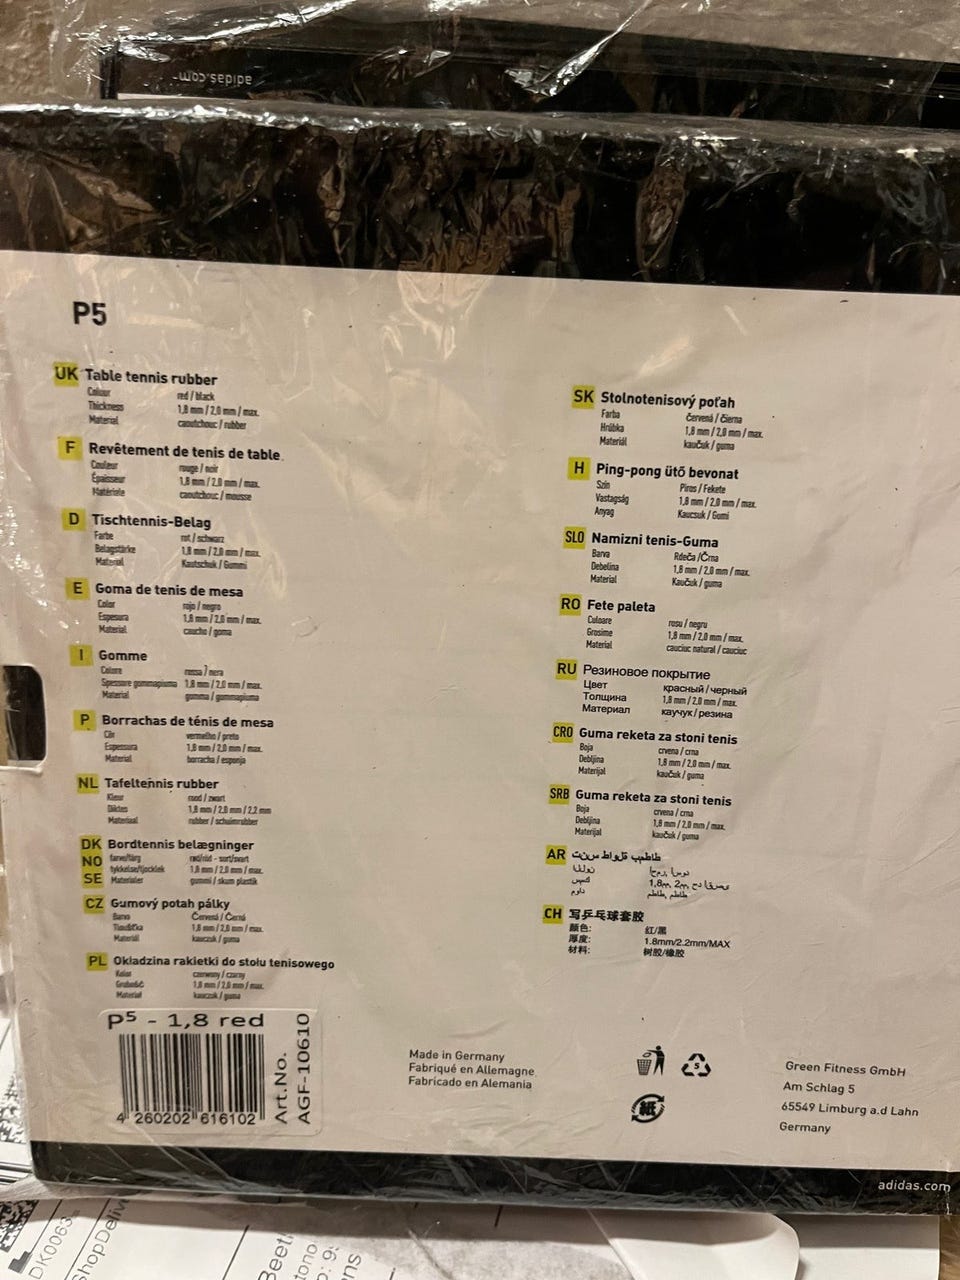 adidas.com
P5
UK Table tennis rubber
Colour red / black
Thickness 1,8 mm / 2,0 mm / max.
Material caoutchouc / rubber
F Revêtement de tenis de table
Couleur rouge / noir
Épaisseur 1,8 mm / 2,0 mm / max.
Matériele caoutchouc / mousse
D Tischtennis-Belag
Farbe rot / schwarz
Belagstärke 1,8 mm / 2,0 mm / max.
Material Kautschuk / Gummi
E Goma de tenis de mesa
Color rojo / negro
Espesura 1,8 mm / 2,0 mm / max.
Material caucho / goma
I Gomme
Colore rossa / nera
Spessore gommapiuma 1,8 mm / 2,0 mm / max.
Material gomma / gommapiuma
P Borrachas de ténis de mesa
Côr vermelho / preto
Espessura 1,8 mm / 2,0 mm / max.
Material borracha / esponja
NL Tafeltennis rubber
Kleur rood / zwart
Diktes 1,8 mm / 2,0 mm / 2,2 mm
Materiaal rubber / schuimrubber
DK Bordtennis belægninger
NO farve/färg rød/röd - sort/svart
tykkelse/tjocklek 1,8 mm / 2,0 mm / max.
SE Materialer gummi / skum plastik
CZ Gumový potah pálky
Barva Červená / Černá
Tloušťka 1,8 mm / 2,0 mm / max.
Materiál kauczuk / guma
PL Okładzina rakietki do stołu tenisowego
Kolor czerwony / czarny
Grubość 1,8 mm / 2,0 mm / max.
Materiał kauczuk / guma
SK Stolnotenisový poťah
Farba červená / čierna
Hrúbka 1,8 mm / 2,0 mm / max.
Materiál kaučuk / guma
H Ping-pong ütő bevonat
Szín Piros / Fekete
Vastagság 1,8 mm / 2,0 mm / max.
Anyag Kaucsuk / Gumi
SLO Namizni tenis-Guma
Barva Rdeča /Črna
Debelina 1,8 mm / 2,0 mm / max.
Material Kaučuk / guma
RO Fete paleta
Culoare rosu / negru
Grosime 1,8 mm / 2,0 mm / max.
Material cauciuc natural / cauciuc
RU Резиновое покрытие
Цвет красный / черный
Толщина 1,8 mm / 2,0 mm / max.
Материал каучук / резина
CRO Guma reketa za stoni tenis
Boja crvena / crna
Debljina 1,8 mm / 2,0 mm / max.
Materijal kaučuk / guma
SRB Guma reketa za stoni tenis
Boja crvena / crna
Debljina 1,8 mm / 2,0 mm / max.
Materijal kaučuk / guma
AR
CH 写乒乓球套胶
颜色: 红/黑
厚度: 1.8mm/2.2mm/MAX
材料: 树胶/橡胶
P5 - 1,8 red
4 260202 616102
Art.No.
AGF-10610
Made in Germany
Fabriqué en Allemagne
Fabricado en Alemania
5
紙
Green Fitness GmbH
Am Schlag 5
65549 Limburg a.d Lahn
Germany
adidas.com
DK0063
ShopDeliv